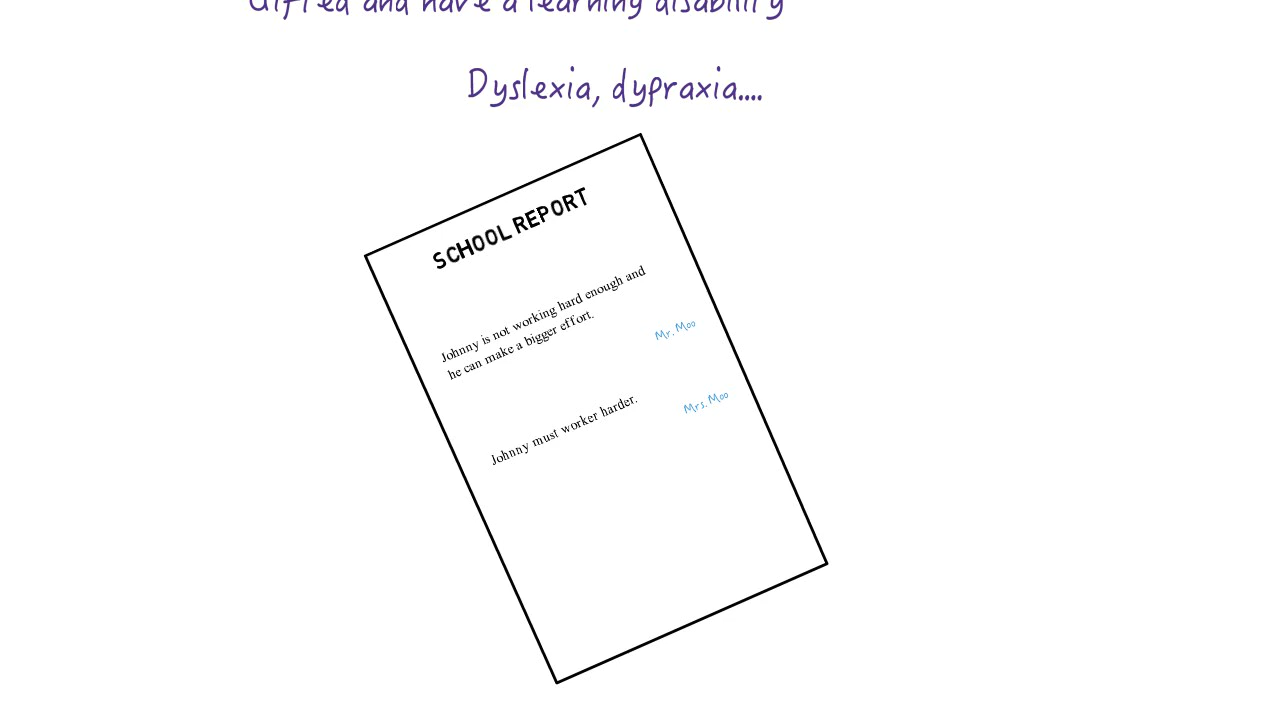 Gifted and have a learning disability
Dyslexia, dypraxia....
SCHOOL REPORT
Johnny is not working hard enough and
he can make a bigger effort.
Mr. Moo
Johnny must worker harder.
Mrs. Moo